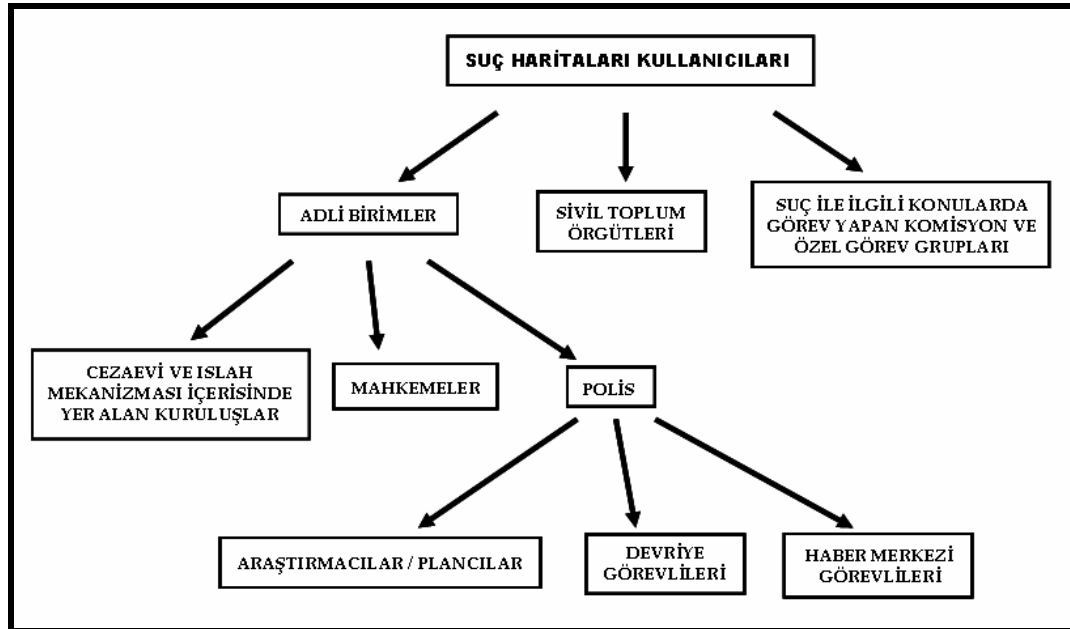 SUÇ HARİTALARI KULLANICILARI
ADLİ BİRİMLER
SİVİL TOPLUM
ÖRGÜTLERİ
SUÇ İLE İLGİLİ KONULARDA
GÖREV YAPAN KOMİSYON VE
ÖZEL GÖREV GRUPLARI
CEZAEVİ VE ISLAH
MEKANİZMASI İÇERİSİNDE
YER ALAN KURULUŞLAR
MAHKEMELER
POLİS
ARAŞTIRMACILAR / PLANCILAR
DEVRİYE
GÖREVLİLERİ
HABER MERKEZİ
GÖREVLİLERİ